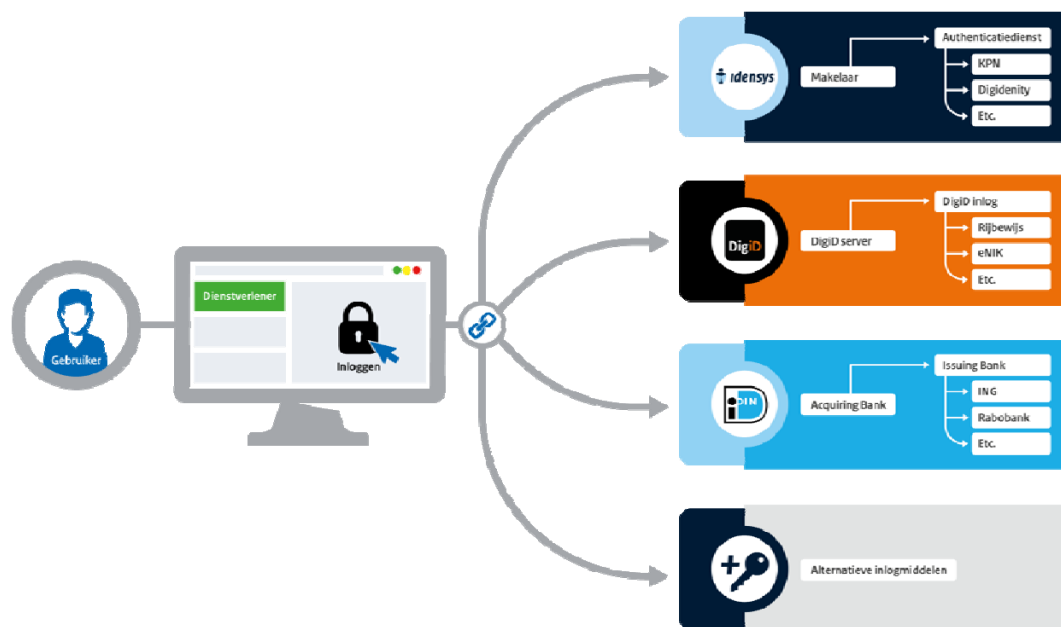 Gebruiker
Dienstverlener
Inloggen
idensys
Makelaar
Authenticatiedienst
KPN
Digidenity
Etc.
DigiD
DigiD server
DigiD inlog
Rijbewijs
eNIK
Etc.
iDIN
Acquiring Bank
Issuing Bank
ING
Rabobank
Etc.
Alternatieve inlogmiddelen